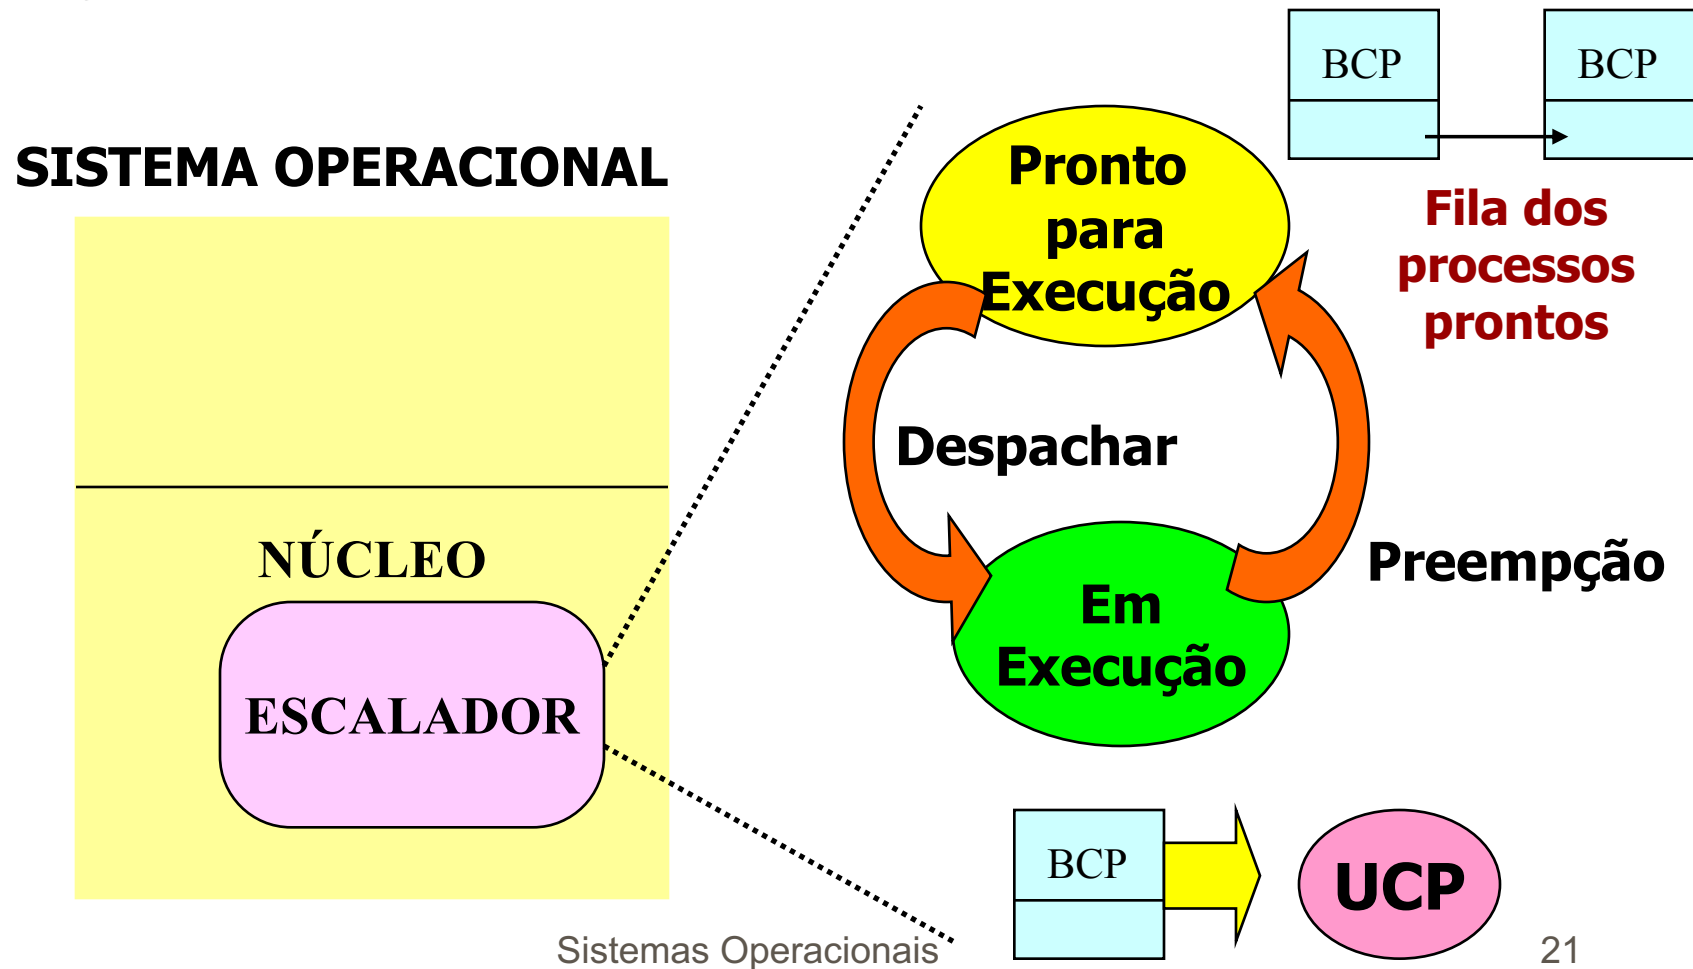 BCP
BCP
SISTEMA OPERACIONAL
Pronto
para
Execução
Fila dos
processos
prontos
Despachar
NÚCLEO
Preempção
Em
Execução
ESCALADOR
BCP
UCP
Sistemas Operacionais
21